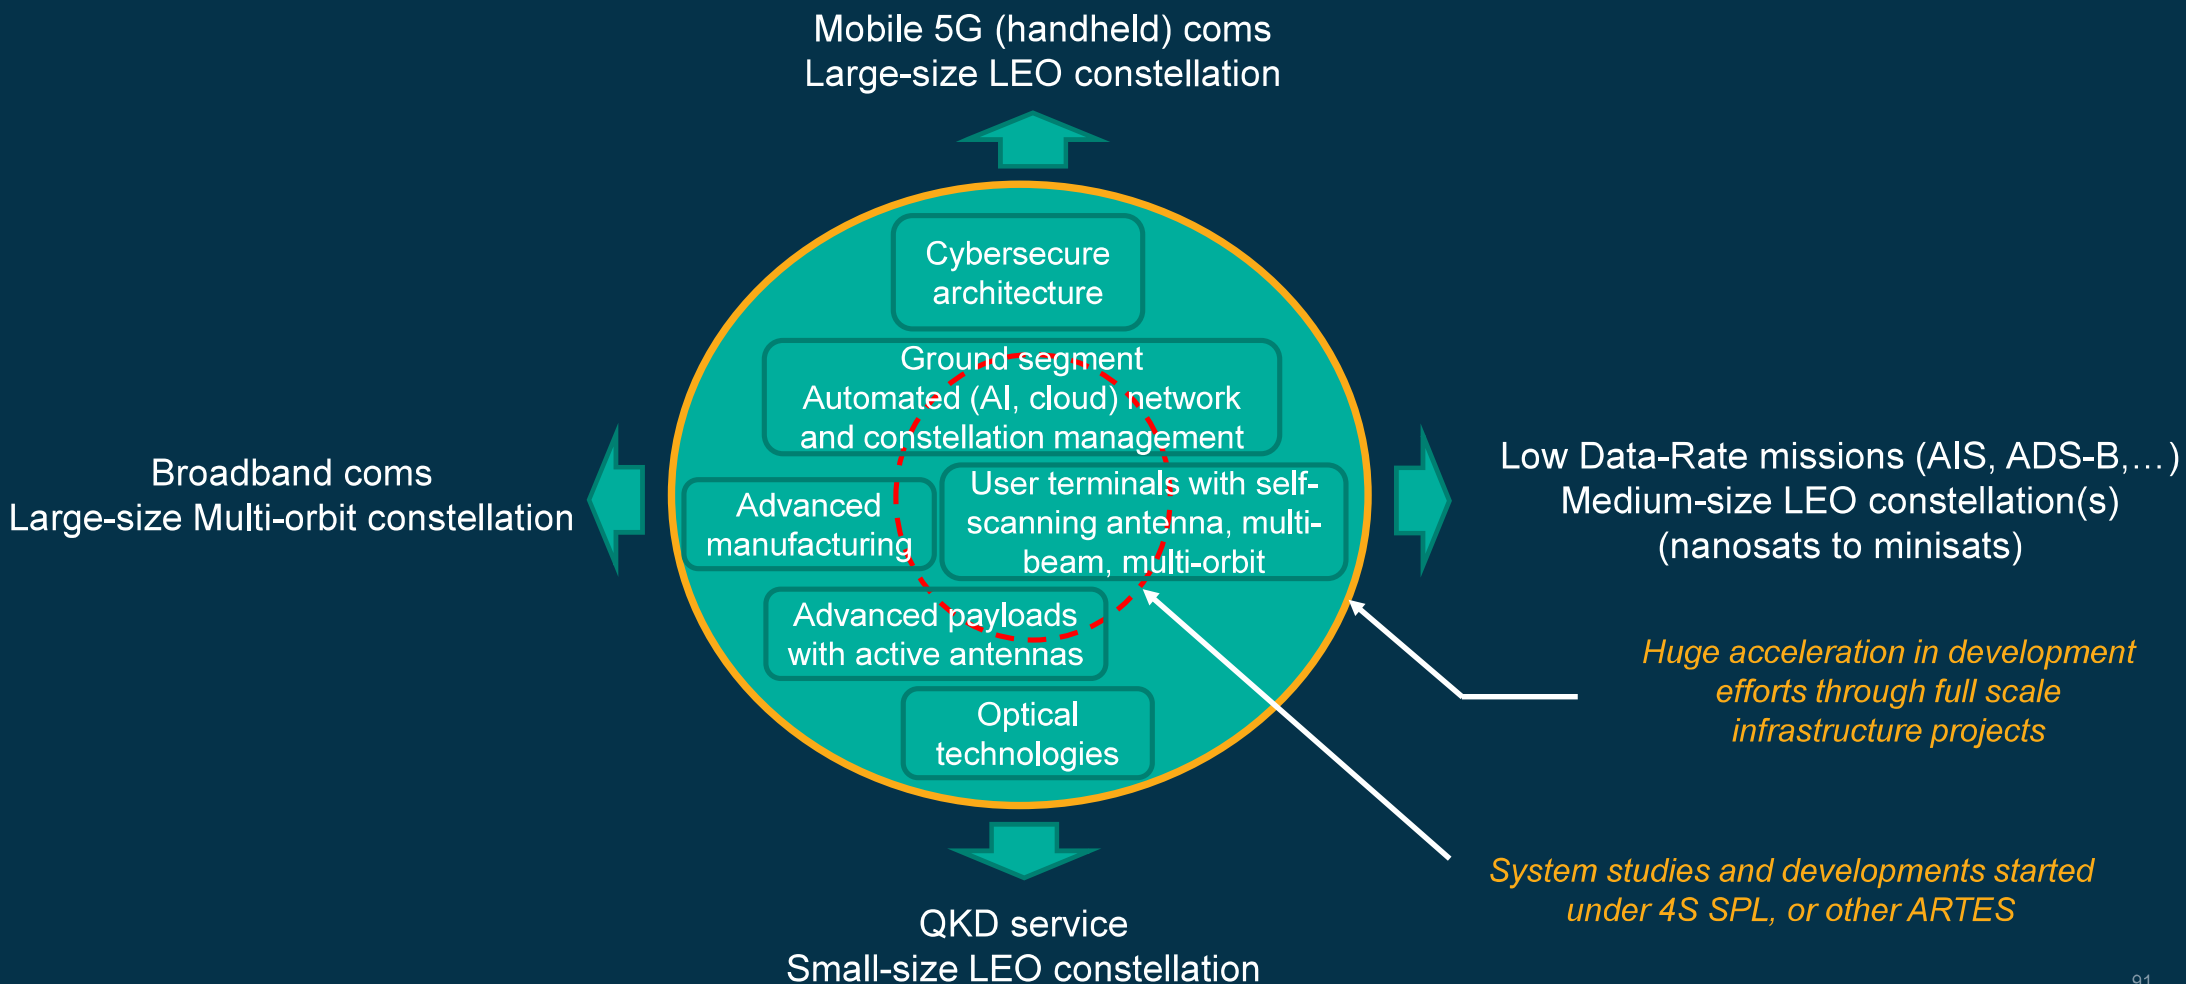 Mobile 5G (handheld) coms
Large-size LEO constellation
Cybersecure
architecture
Ground segment
Automated (AI, cloud) network
and constellation management
Broadband coms
Large-size Multi-orbit constellation
Advanced
manufacturing
User terminals with self-
scanning antenna, multi-
beam, multi-orbit
Low Data-Rate missions (AIS, ADS-B,…)
Medium-size LEO constellation(s)
(nanosats to minisats)
Advanced payloads
with active antennas
Optical
technologies
Huge acceleration in development
efforts through full scale
infrastructure projects
System studies and developments started
under 4S SPL, or other ARTES
QKD service
Small-size LEO constellation
91